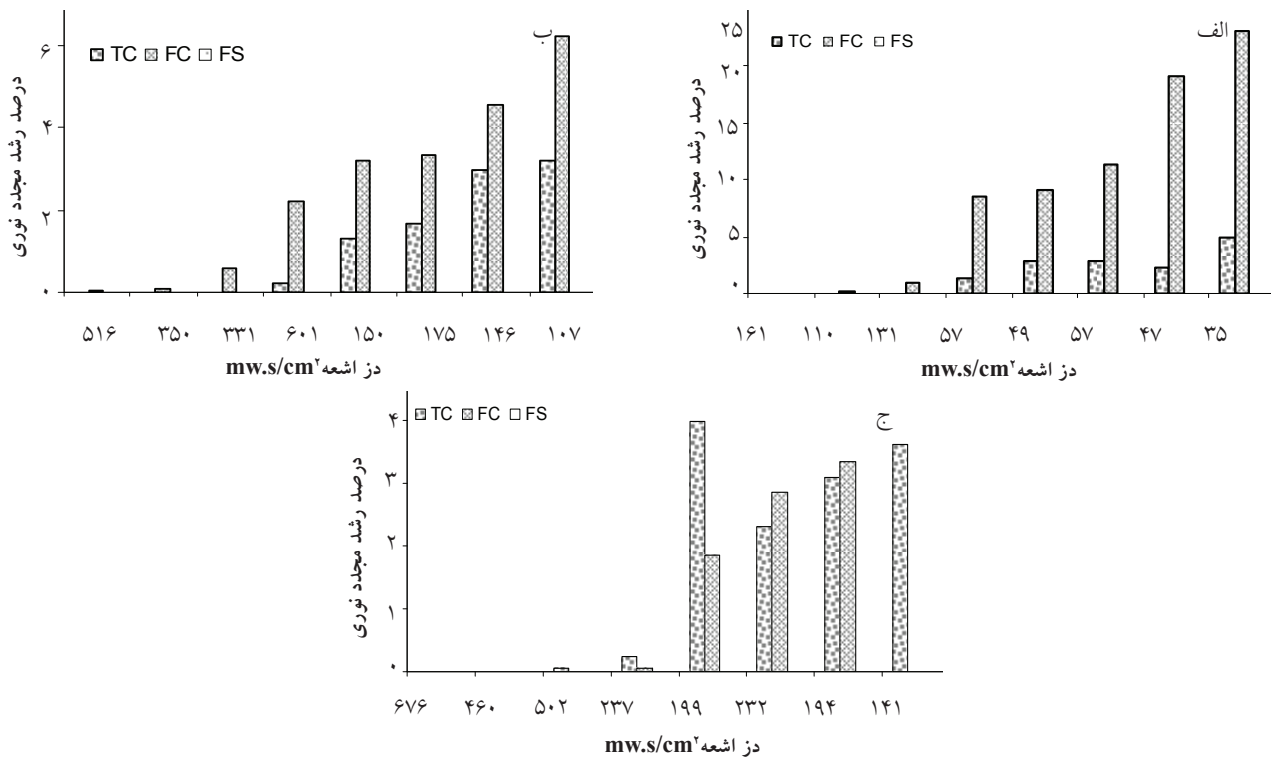 الف
TC FC FS
درصد رشد مجدد نوری
۲۵
۲۰
۱۵
۱۰
۵
۰
۱۶۱ ۱۱۰ ۱۳۱ ۵۷ ۴۹ ۵۷ ۴۷ ۳۵
دز اشعه mw.s/cm²
ب
TC FC FS
درصد رشد مجدد نوری
۶
۴
۲
۰
۵۱۶ ۳۵۰ ۳۳۱ ۶۰۱ ۱۵۰ ۱۷۵ ۱۴۶ ۱۰۷
دز اشعه mw.s/cm²
ج
TC FC FS
درصد رشد مجدد نوری
۴
۳
۲
۱
۰
۶۷۶ ۴۶۰ ۵۰۲ ۲۳۷ ۱۹۹ ۲۳۲ ۱۹۴ ۱۴۱
دز اشعه mw.s/cm²